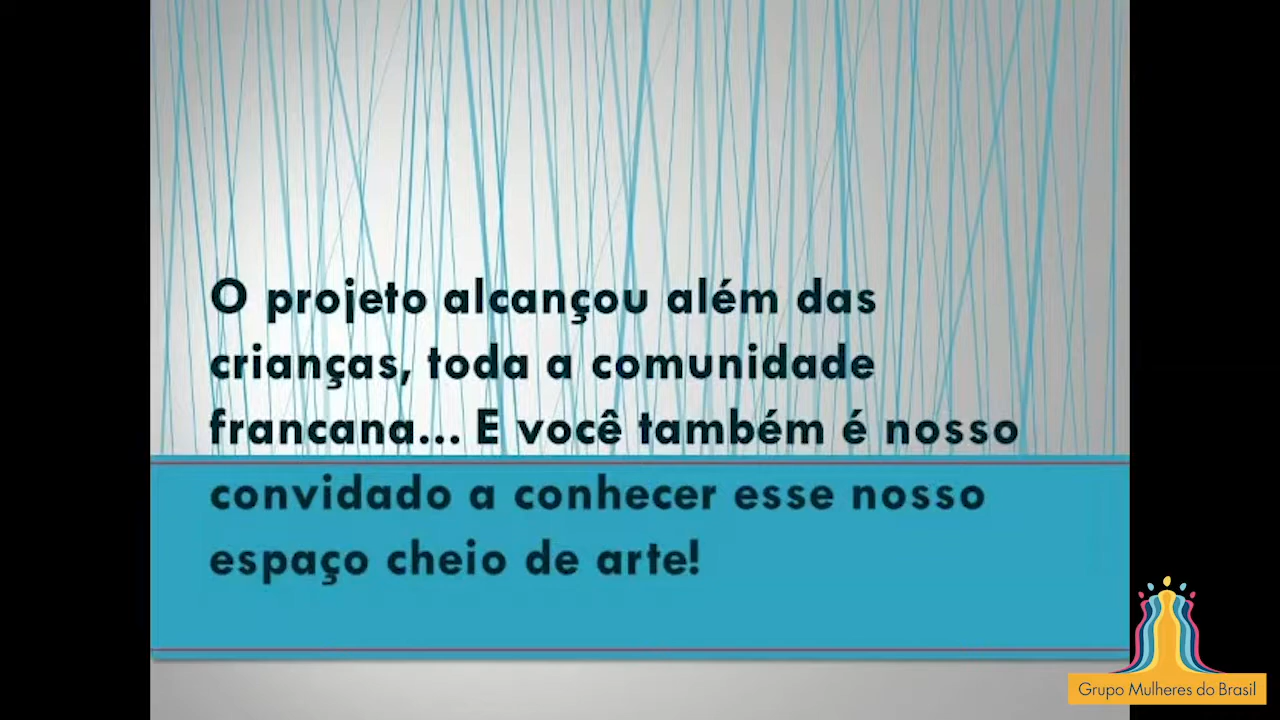 O projeto alcançou além das
crianças, toda a comunidade
francana... E você também é nosso
convidado a conhecer esse nosso
espaço cheio de arte!
Grupo Mulheres do Brasil